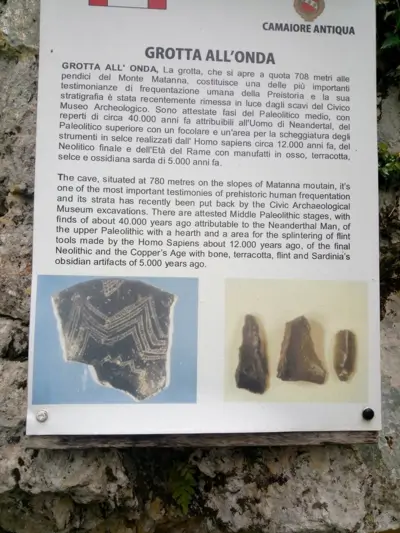 CAMAIORE ANTIQUA
GROTTA ALL'ONDA
GROTTA ALL' ONDA, La grotta, che si apre a quota 708 metri alle
pendici del Monte Matanna, costituisce una delle più importanti
testimonianze di frequentazione umana della Preistoria e la sua
stratigrafia è stata recentemente rimessa in luce dagli scavi del Civico
Museo Archeologico. Sono attestate fasi del Paleolitico medio, con
reperti di circa 40.000 anni fa attribuibili all'Uomo di Neandertal, del
Paleolitico superiore con un focolare e un'area per la scheggiatura degli
strumenti in selce realizzati dall' Homo sapiens circa 12.000 anni fa, del
Neolitico finale e dell'Età del Rame con manufatti in osso, terracotta,
selce e ossidiana sarda di 5.000 anni fa.
The cave, situated at 780 metres on the slopes of Matanna moutain, it's
one of the most important testimonies of prehistoric human frequentation
and its strata has recently been put back by the Civic Archaeological
Museum excavations. There are attested Middle Paleolithic stages, with
finds of about 40.000 years ago attributable to the Neanderthal Man, of
the upper Paleolithic with a hearth and a area for the splintering of flint
tools made by the Homo Sapiens about 12.000 years ago, of the final
Neolithic and the Copper's Age with bone, terracotta, flint and Sardinia's
obsidian artifacts of 5.000 years ago.